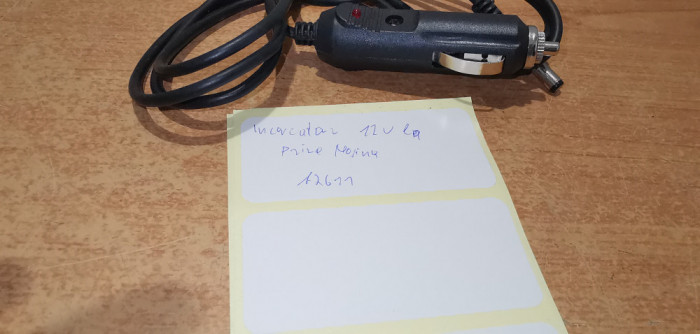 Incarcator 12V la
priza Masina
12611